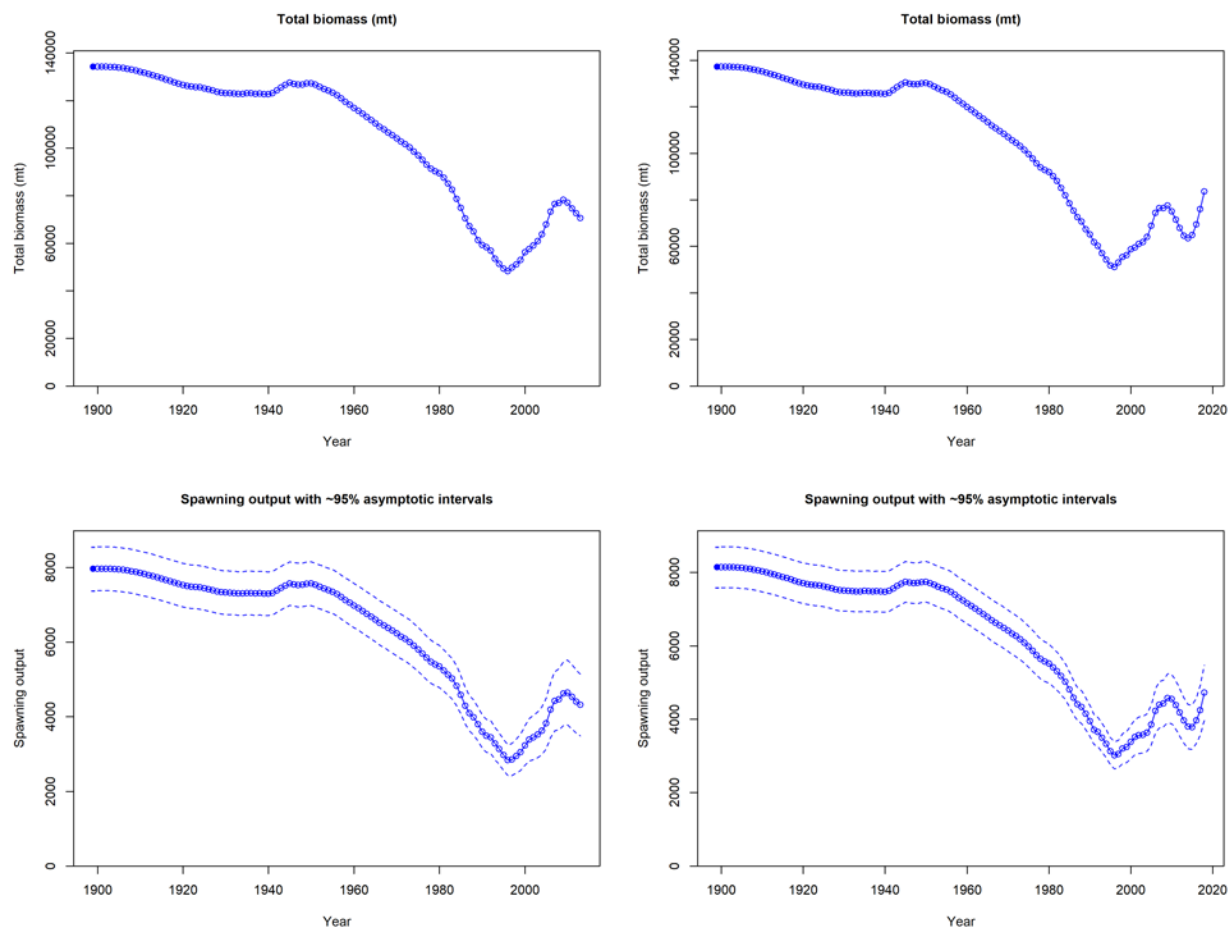 Total biomass (mt)
Total biomass (mt)
140000
100000
60000
20000
0
1900 1920 1940 1960 1980 2000
Year
Total biomass (mt)
Total biomass (mt)
140000
100000
60000
20000
0
1900 1920 1940 1960 1980 2000 2020
Year
Spawning output with ~95% asymptotic intervals
Spawning output
8000
6000
4000
2000
0
1900 1920 1940 1960 1980 2000
Year
Spawning output with ~95% asymptotic intervals
Spawning output
8000
6000
4000
2000
0
1900 1920 1940 1960 1980 2000 2020
Year